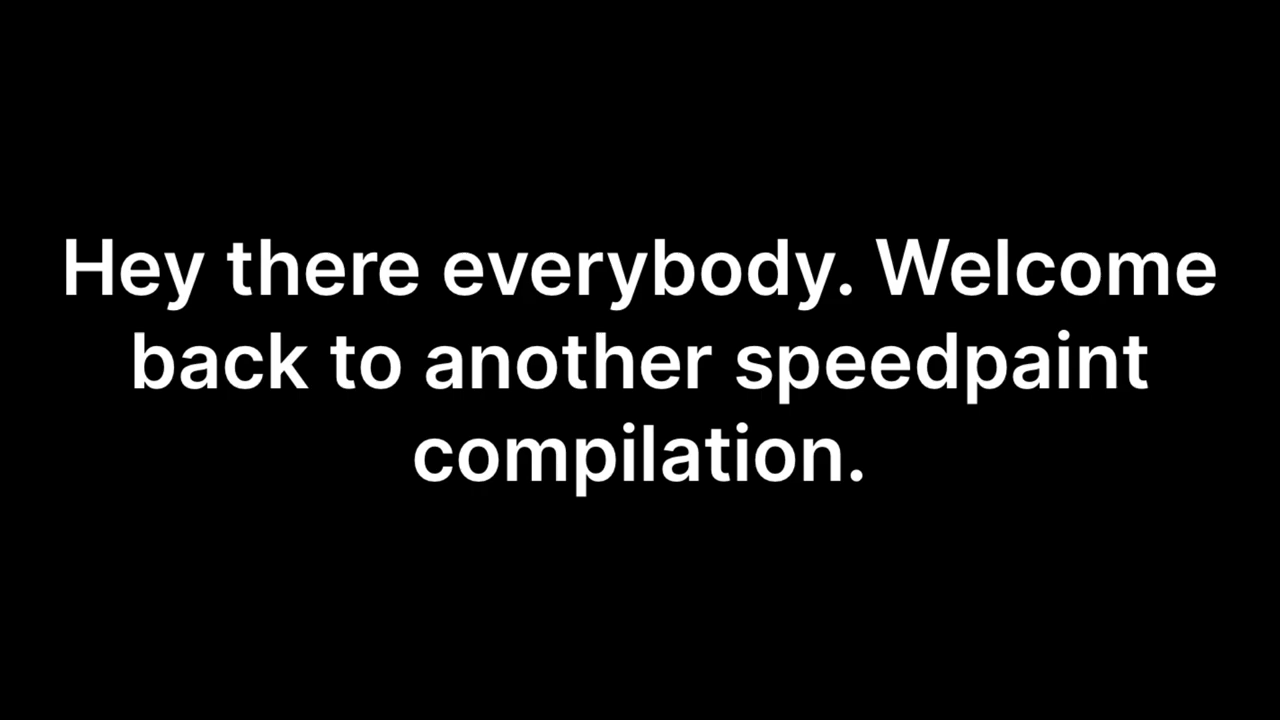 Hey there everybody. Welcome
back to another speedpaint
compilation.